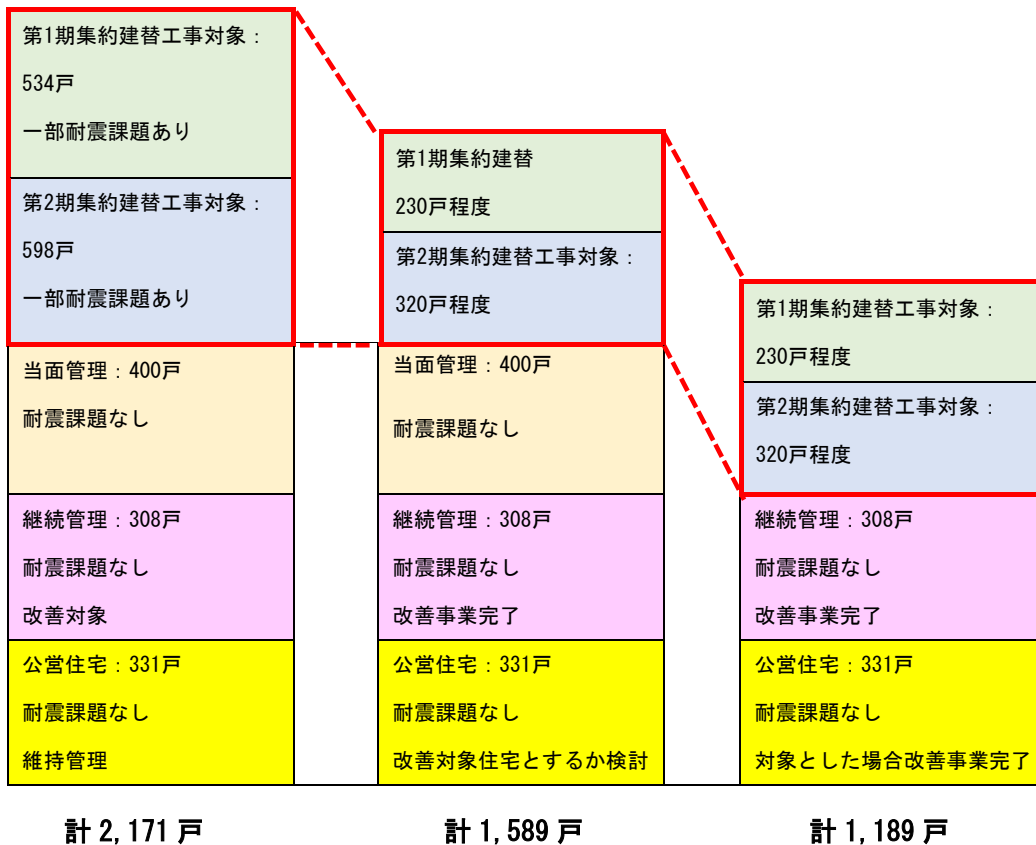 第1期集約建替工事対象：
534戸
一部耐震課題あり
第2期集約建替工事対象：
598戸
一部耐震課題あり
当面管理：400戸
耐震課題なし
継続管理：308戸
耐震課題なし
改善対象
公営住宅：331戸
耐震課題なし
維持管理
計 2,171 戸
第1期集約建替
230戸程度
第2期集約建替工事対象：
320戸程度
当面管理：400戸
耐震課題なし
継続管理：308戸
耐震課題なし
改善事業完了
公営住宅：331戸
耐震課題なし
改善対象住宅とするか検討
計 1,589 戸
第1期集約建替工事対象：
230戸程度
第2期集約建替工事対象：
320戸程度
継続管理：308戸
耐震課題なし
改善事業完了
公営住宅：331戸
耐震課題なし
対象とした場合改善事業完了
計 1,189 戸